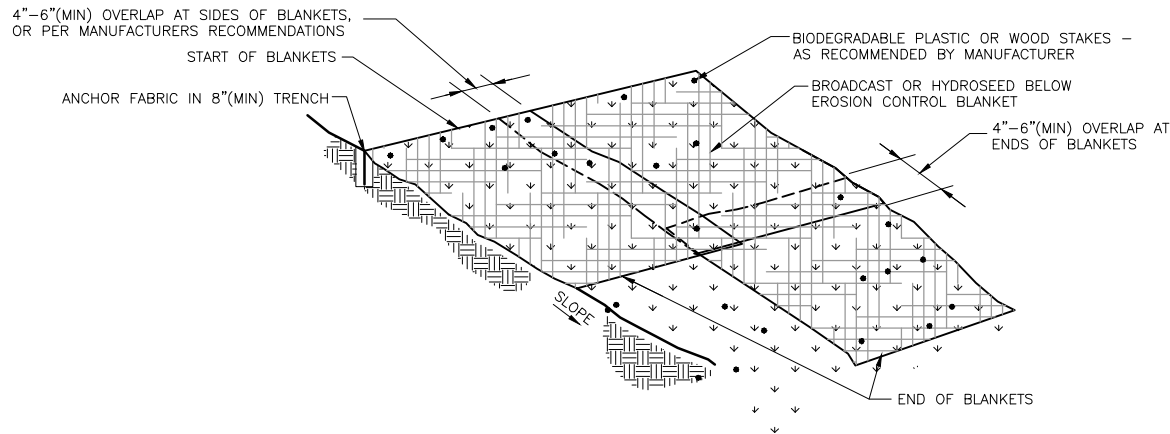 4"–6"(MIN) OVERLAP AT SIDES OF BLANKETS,
OR PER MANUFACTURERS RECOMMENDATIONS
START OF BLANKETS
ANCHOR FABRIC IN 8"(MIN) TRENCH
BIODEGRADABLE PLASTIC OR WOOD STAKES –
AS RECOMMENDED BY MANUFACTURER
BROADCAST OR HYDROSEED BELOW
EROSION CONTROL BLANKET
4"–6"(MIN) OVERLAP AT
ENDS OF BLANKETS
SLOPE
END OF BLANKETS